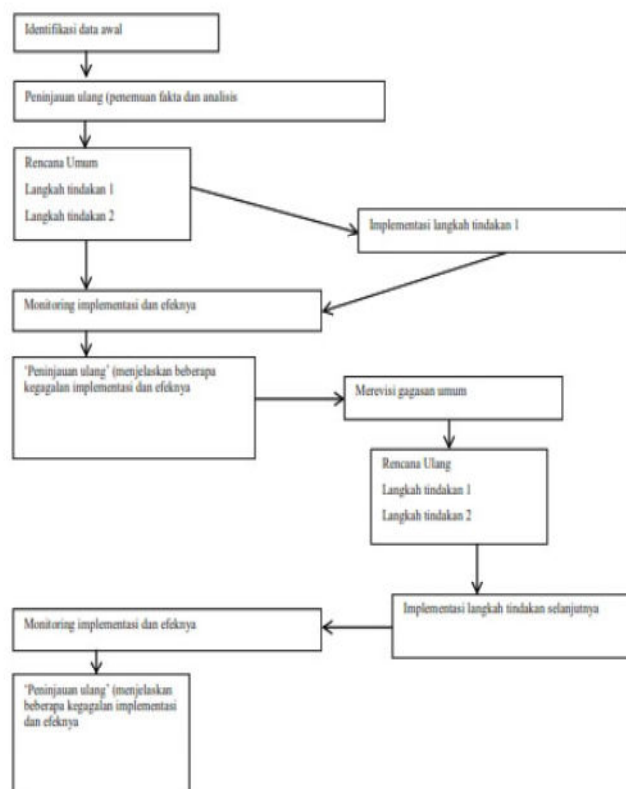 Identifikasi data awal
Peninjauan ulang (penemuan fakta dan analisis
Rencana Umum
Langkah tindakan 1
Langkah tindakan 2
Implementasi langkah tindakan 1
Monitoring implementasi dan efeknya
'Peninjauan ulang' (menjelaskan beberapa
kegagalan implementasi dan efeknya
Merevisi gagasan umum
Rencana Ulang
Langkah tindakan 1
Langkah tindakan 2
Implementasi langkah tindakan selanjutnya
Monitoring implementasi dan efeknya
'Peninjauan ulang' (menjelaskan
beberapa kegagalan implementasi
dan efeknya